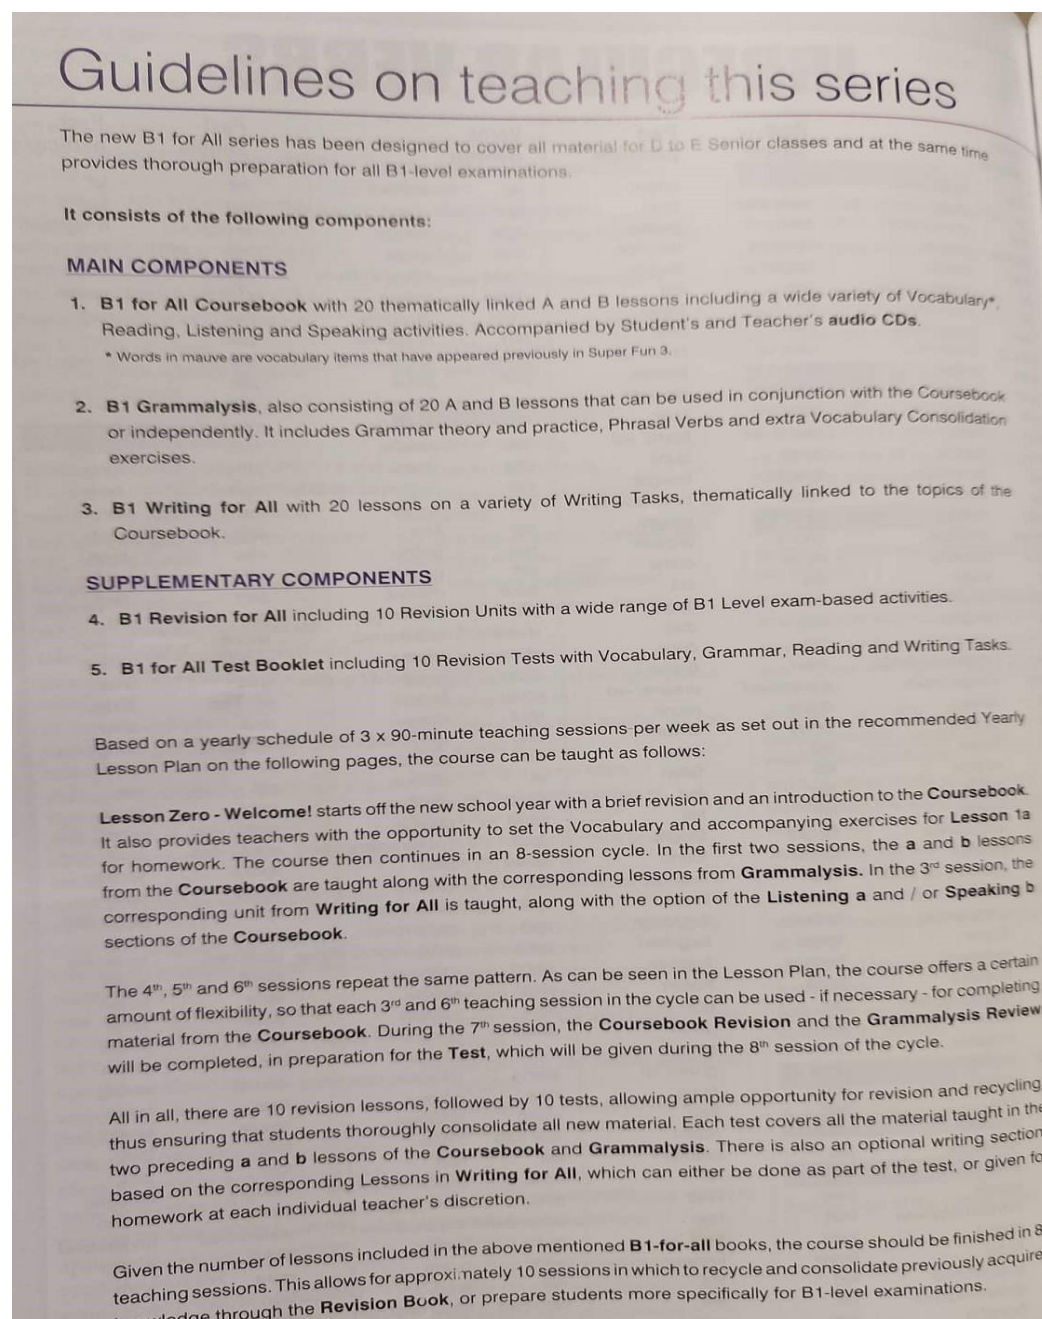 Guidelines on teaching this series
The new B1 for All series has been designed to cover all material for D to E Senior classes and at the same time
provides thorough preparation for all B1-level examinations.
It consists of the following components:
MAIN COMPONENTS
1. B1 for All Coursebook with 20 thematically linked A and B lessons including a wide variety of Vocabulary*,
Reading, Listening and Speaking activities. Accompanied by Student's and Teacher's audio CDs.
* Words in mauve are vocabulary items that have appeared previously in Super Fun 3.
2. B1 Grammalysis, also consisting of 20 A and B lessons that can be used in conjunction with the Coursebook
or independently. It includes Grammar theory and practice, Phrasal Verbs and extra Vocabulary Consolidation
exercises.
3. B1 Writing for All with 20 lessons on a variety of Writing Tasks, thematically linked to the topics of the
Coursebook.
SUPPLEMENTARY COMPONENTS
4. B1 Revision for All including 10 Revision Units with a wide range of B1 Level exam-based activities.
5. B1 for All Test Booklet including 10 Revision Tests with Vocabulary, Grammar, Reading and Writing Tasks.
Based on a yearly schedule of 3 x 90-minute teaching sessions per week as set out in the recommended Yearly
Lesson Plan on the following pages, the course can be taught as follows:
Lesson Zero - Welcome! starts off the new school year with a brief revision and an introduction to the Coursebook.
It also provides teachers with the opportunity to set the Vocabulary and accompanying exercises for Lesson 1a
for homework. The course then continues in an 8-session cycle. In the first two sessions, the a and b lessons
from the Coursebook are taught along with the corresponding lessons from Grammalysis. In the 3rd session, the
corresponding unit from Writing for All is taught, along with the option of the Listening a and / or Speaking b
sections of the Coursebook.
The 4th, 5th and 6th sessions repeat the same pattern. As can be seen in the Lesson Plan, the course offers a certain
amount of flexibility, so that each 3rd and 6th teaching session in the cycle can be used - if necessary - for completing
material from the Coursebook. During the 7th session, the Coursebook Revision and the Grammalysis Review
will be completed, in preparation for the Test, which will be given during the 8th session of the cycle.
All in all, there are 10 revision lessons, followed by 10 tests, allowing ample opportunity for revision and recycling
thus ensuring that students thoroughly consolidate all new material. Each test covers all the material taught in the
two preceding a and b lessons of the Coursebook and Grammalysis. There is also an optional writing section
based on the corresponding Lessons in Writing for All, which can either be done as part of the test, or given fo
homework at each individual teacher's discretion.
Given the number of lessons included in the above mentioned B1-for-all books, the course should be finished in 8
teaching sessions. This allows for approximately 10 sessions in which to recycle and consolidate previously acquire
through the Revision Book, or prepare students more specifically for B1-level examinations.